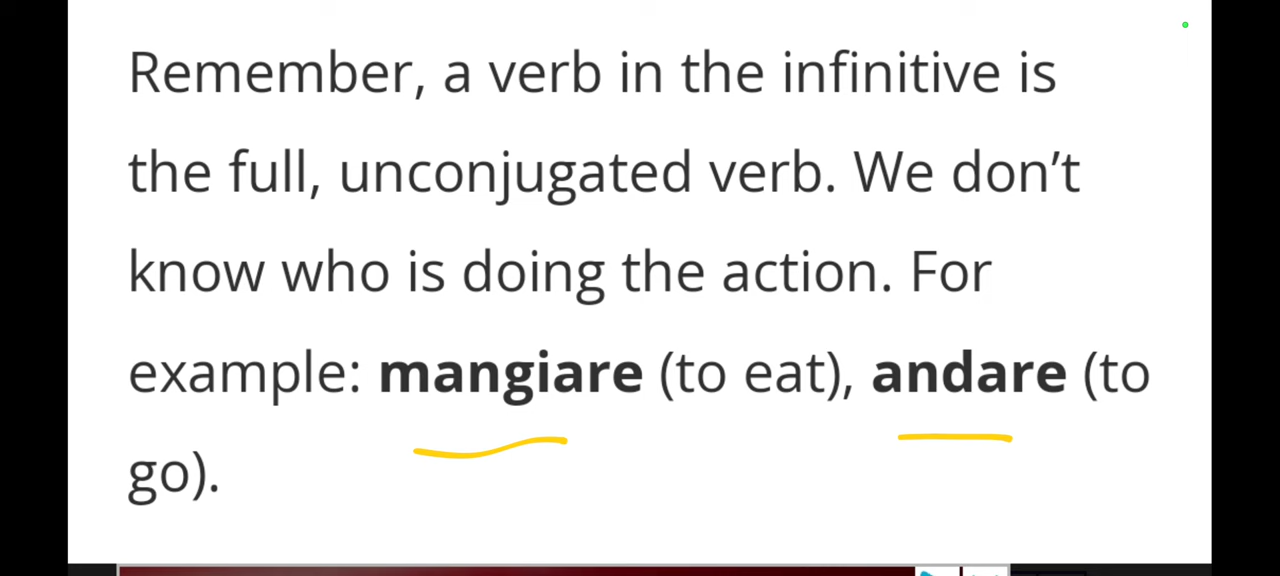 Remember, a verb in the infinitive is
the full, unconjugated verb. We don’t
know who is doing the action. For
example: mangiare (to eat), andare (to
go).